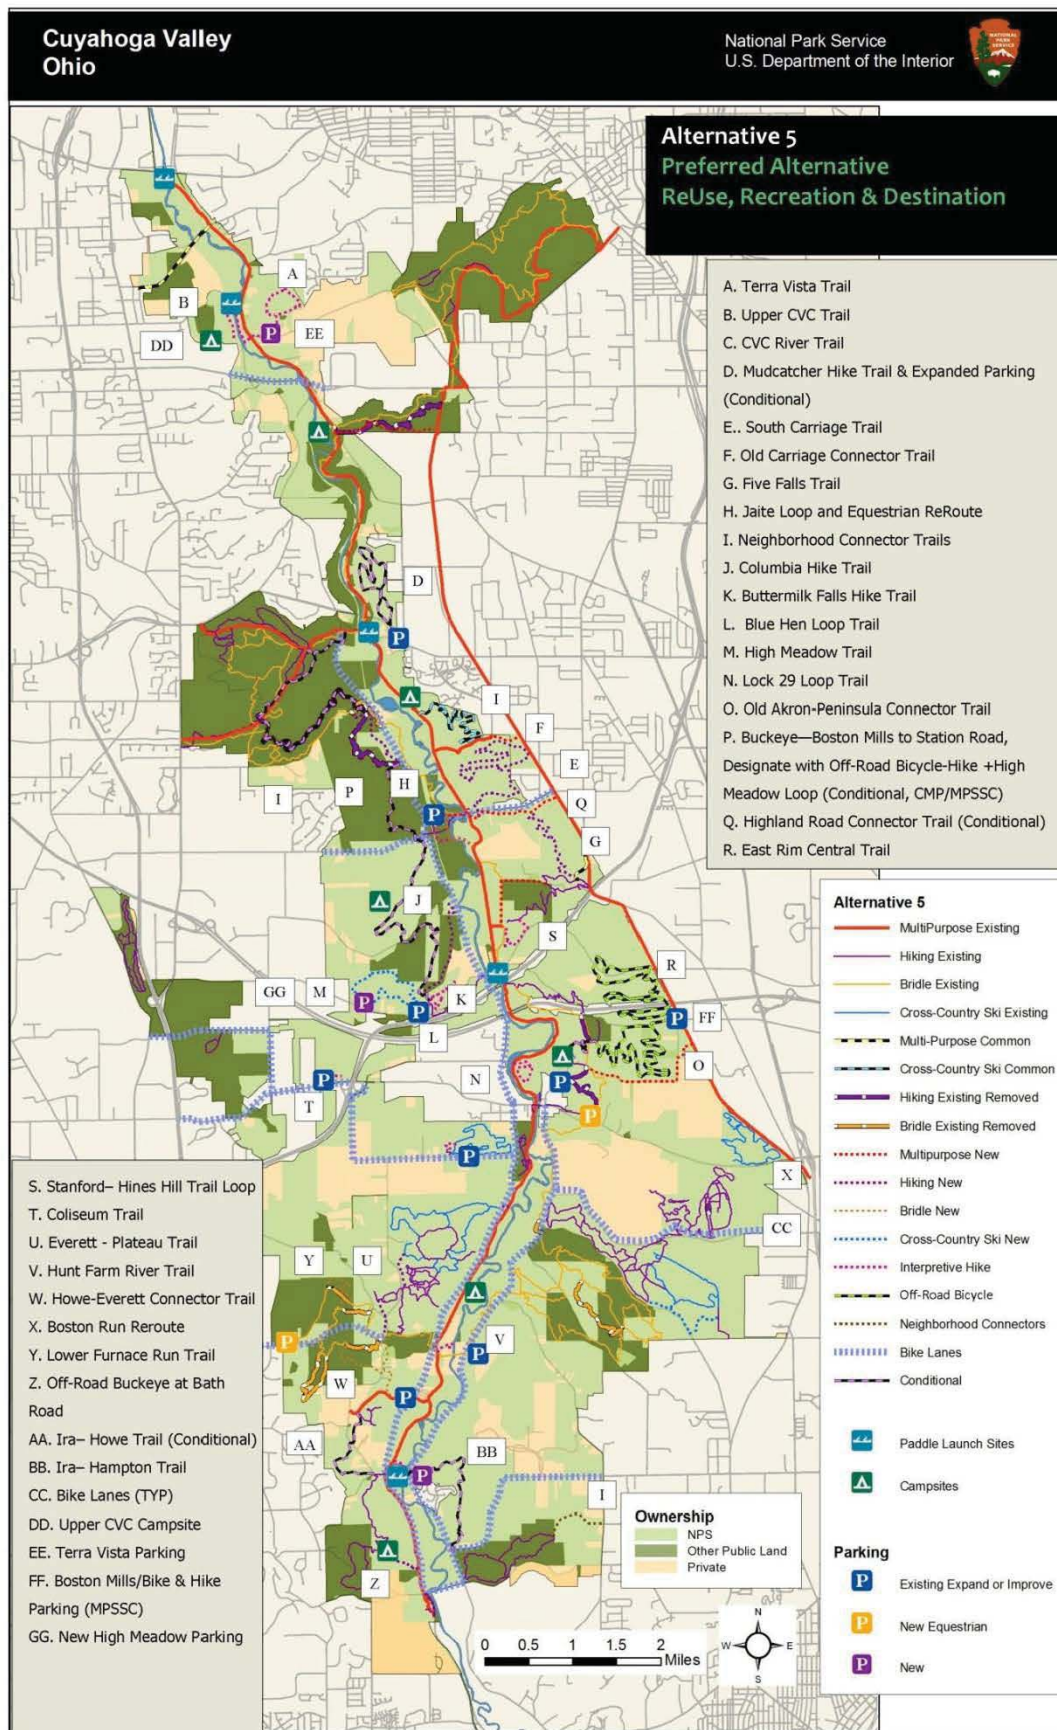 Cuyahoga Valley
Ohio
National Park Service
U.S. Department of the Interior
NATIONAL
PARK
SERVICE
Alternative 5
Preferred Alternative
ReUse, Recreation & Destination
A. Terra Vista Trail
B. Upper CVC Trail
C. CVC River Trail
D. Mudcatcher Hike Trail & Expanded Parking
(Conditional)
E.. South Carriage Trail
F. Old Carriage Connector Trail
G. Five Falls Trail
H. Jaite Loop and Equestrian ReRoute
I. Neighborhood Connector Trails
J. Columbia Hike Trail
K. Buttermilk Falls Hike Trail
L. Blue Hen Loop Trail
M. High Meadow Trail
N. Lock 29 Loop Trail
O. Old Akron-Peninsula Connector Trail
P. Buckeye—Boston Mills to Station Road,
Designate with Off-Road Bicycle-Hike +High
Meadow Loop (Conditional, CMP/MPSSC)
Q. Highland Road Connector Trail (Conditional)
R. East Rim Central Trail
A
B
DD
P
EE
D
P
I
F
E
H
P
I
Q
P
G
J
S
R
GG
M
P
K
P
P
FF
L
N
P
O
P
T
P
P
X
CC
Y
U
P
V
P
W
P
AA
BB
P
I
Z
Alternative 5
MultiPurpose Existing
Hiking Existing
Bridle Existing
Cross-Country Ski Existing
Multi-Purpose Common
Cross-Country Ski Common
Hiking Existing Removed
Bridle Existing Removed
Multipurpose New
Hiking New
Bridle New
Cross-Country Ski New
Interpretive Hike
Off-Road Bicycle
Neighborhood Connectors
Bike Lanes
Conditional
Paddle Launch Sites
Campsites
Parking
P Existing Expand or Improve
P New Equestrian
P New
S. Stanford– Hines Hill Trail Loop
T. Coliseum Trail
U. Everett - Plateau Trail
V. Hunt Farm River Trail
W. Howe-Everett Connector Trail
X. Boston Run Reroute
Y. Lower Furnace Run Trail
Z. Off-Road Buckeye at Bath
Road
AA. Ira– Howe Trail (Conditional)
BB. Ira– Hampton Trail
CC. Bike Lanes (TYP)
DD. Upper CVC Campsite
EE. Terra Vista Parking
FF. Boston Mills/Bike & Hike
Parking (MPSSC)
GG. New High Meadow Parking
Ownership
NPS
Other Public Land
Private
0 0.5 1 1.5 2
Miles
N
W E
S